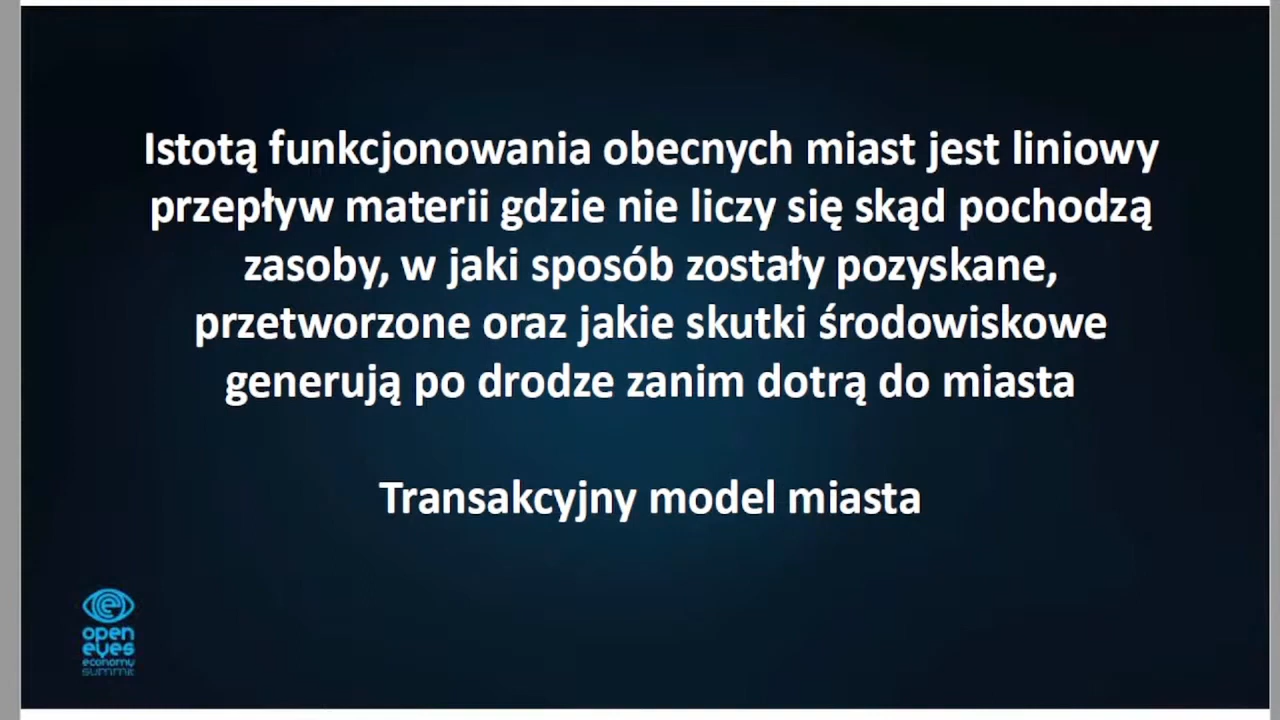 Istotą funkcjonowania obecnych miast jest liniowy
przepływ materii gdzie nie liczy się skąd pochodzą
zasoby, w jaki sposób zostały pozyskane,
przetworzone oraz jakie skutki środowiskowe
generują po drodze zanim dotrą do miasta
Transakcyjny model miasta
open
eyes
economy
summit